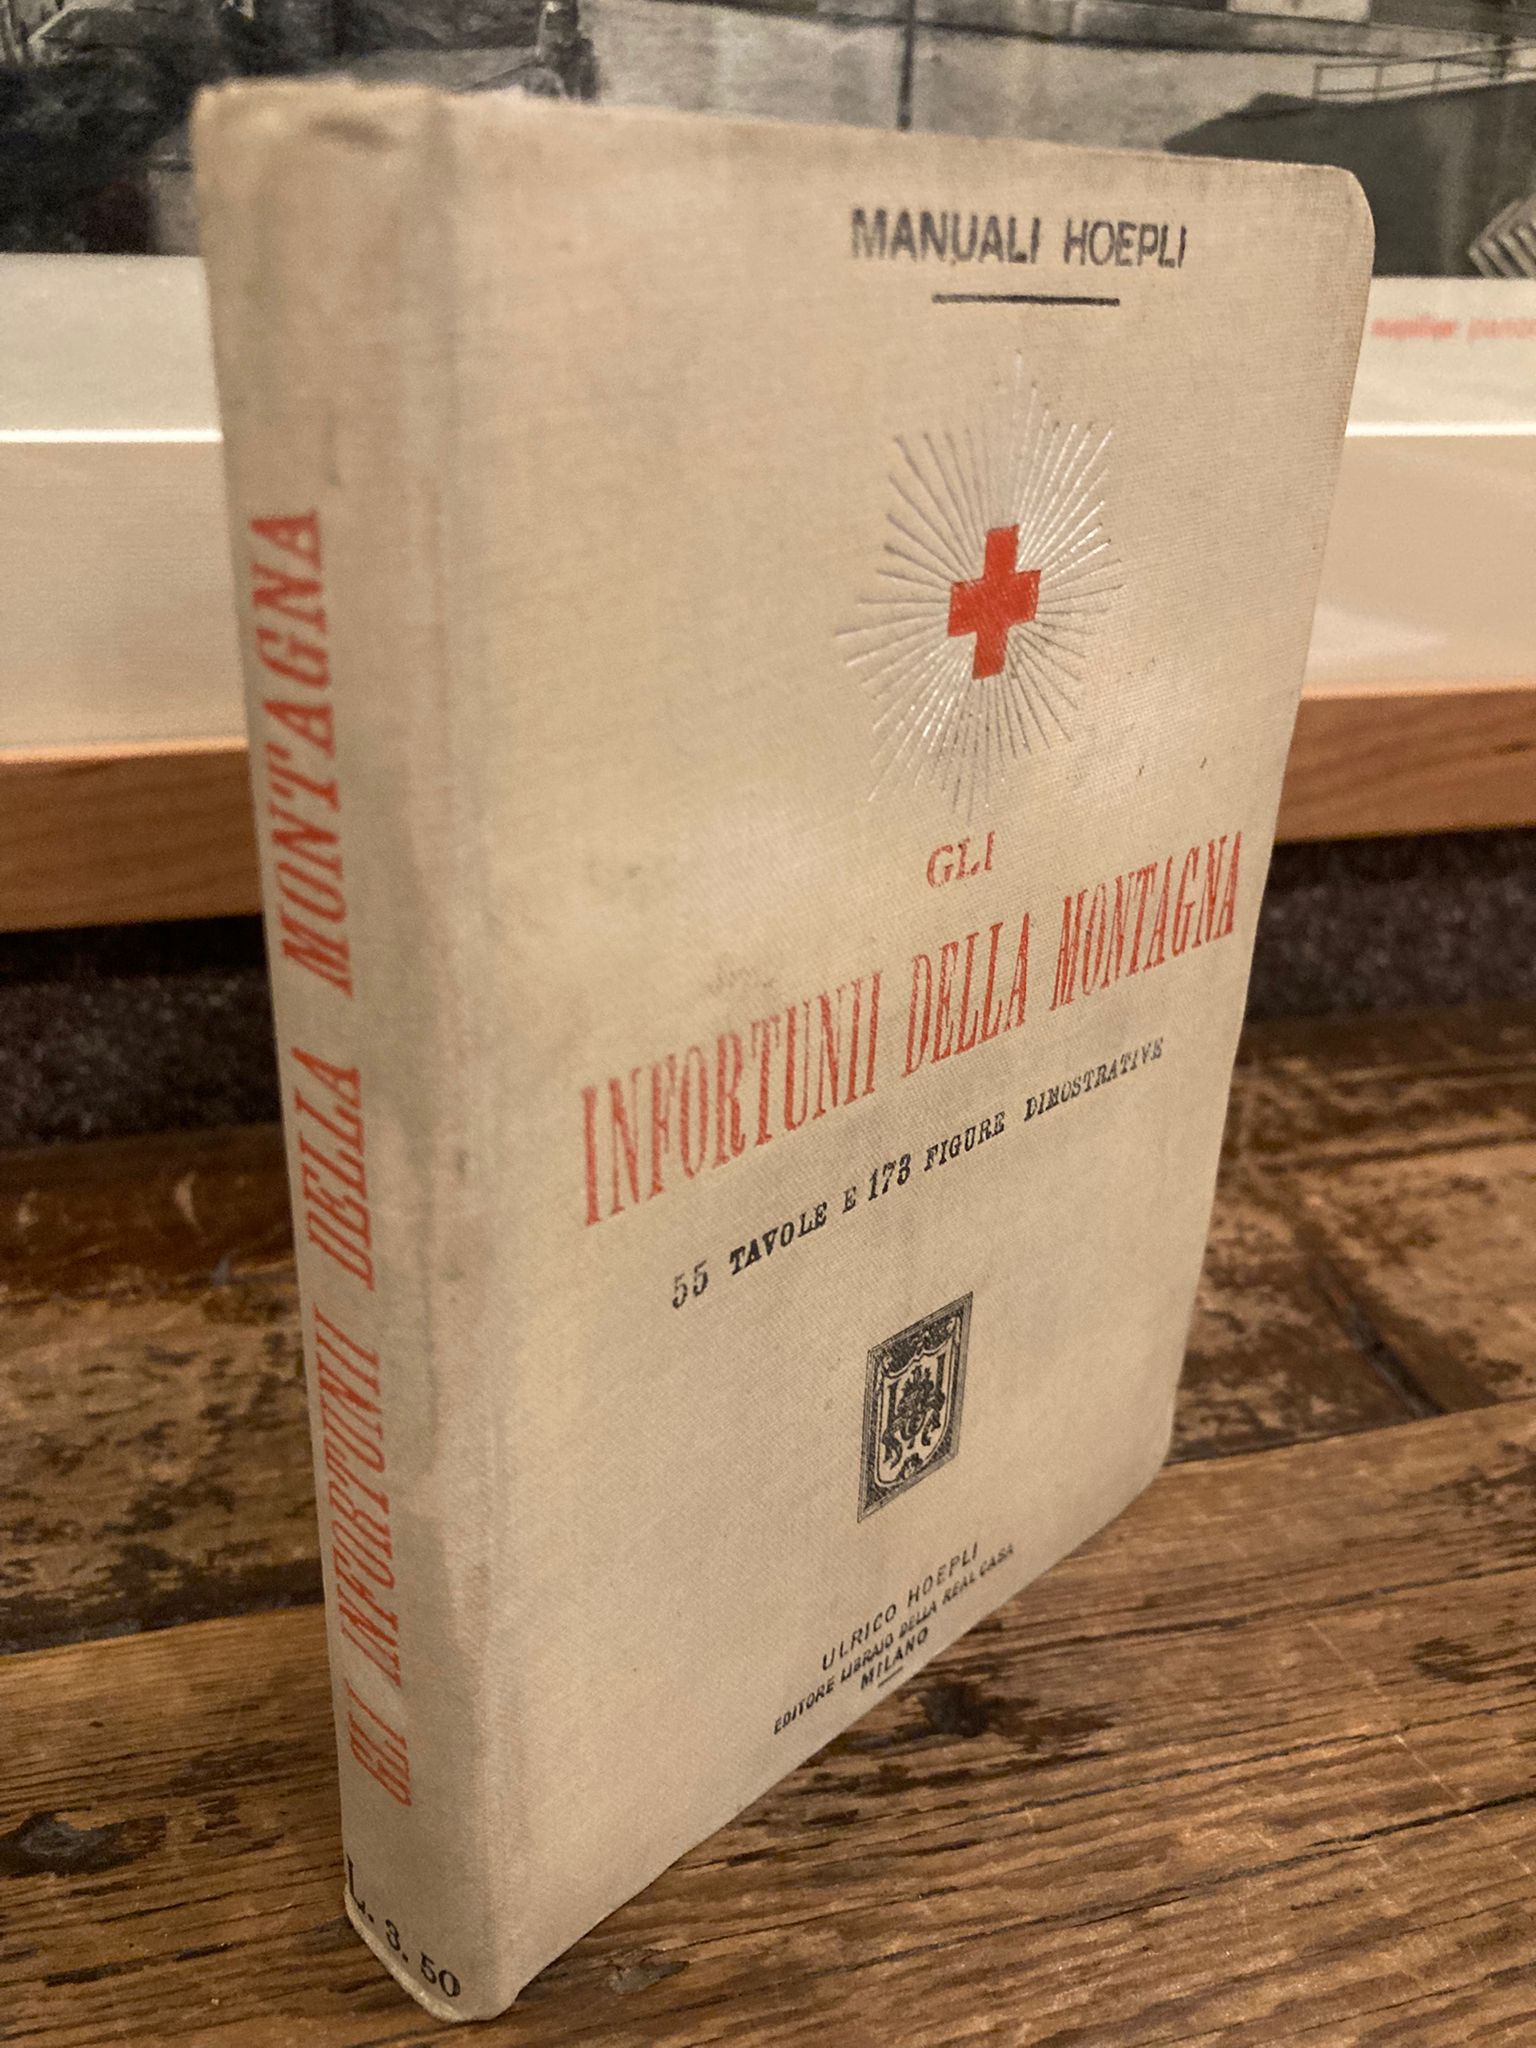 MANUALI HOEPLI
GLI
INFORTUNII DELLA MONTAGNA
55 TAVOLE E 173 FIGURE DIMOSTRATIVE
ULRICO HOEPLI
EDITORE LIBRAIO DELLA REAL CASA
MILANO
GLI INFORTUNII DELLA MONTAGNA
L. 3. 50